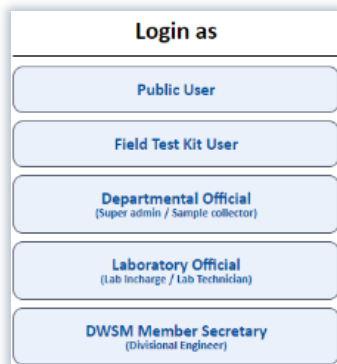 Login as
Public User
Field Test Kit User
Departmental Official
(Super admin / Sample collector)
Laboratory Official
(Lab Incharge / Lab Technician)
DWSM Member Secretary
(Divisional Engineer)